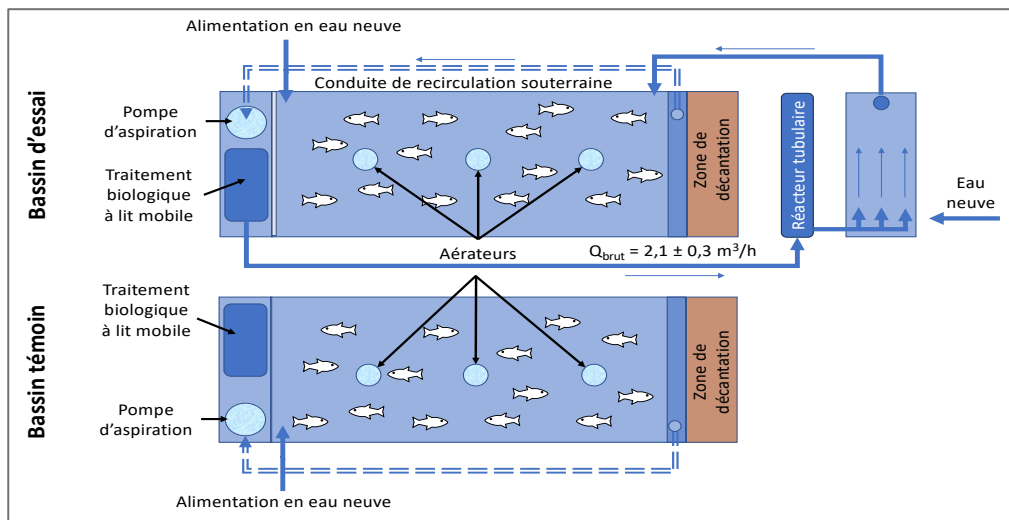 Alimentation en eau neuve
Conduite de recirculation souterraine
Bassin d’essai
Pompe
d’aspiration
Traitement
biologique
à lit mobile
Zone de
décantation
Réacteur tubulaire
Eau
neuve
Aérateurs
Qbrut = 2,1 ± 0,3 m³/h
Bassin témoin
Traitement
biologique
à lit mobile
Pompe
d’aspiration
Zone de
décantation
Alimentation en eau neuve